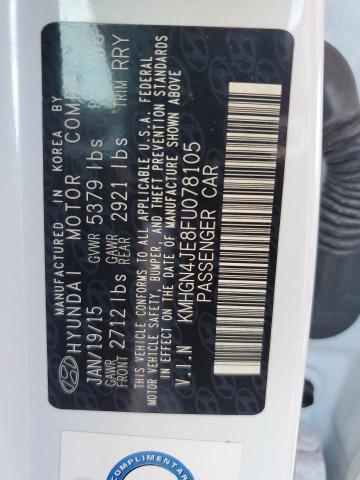 MANUFACTURED IN KOREA BY
HYUNDAI MOTOR COMP
JAN/19/15 GVWR 5379 lbs
GAWR FRONT 2712 lbs GAWR REAR 2921 lbs TRIM RRY
THIS VEHICLE CONFORMS TO ALL APPLICABLE U.S.A. FEDERAL
MOTOR VEHICLE SAFETY, BUMPER, AND THEFT PREVENTION STANDARDS
IN EFFECT ON THE DATE OF MANUFACTURE SHOWN ABOVE
V.I.N KMHGN4JE8FU078105
PASSENGER CAR
COMPLIMENTARY